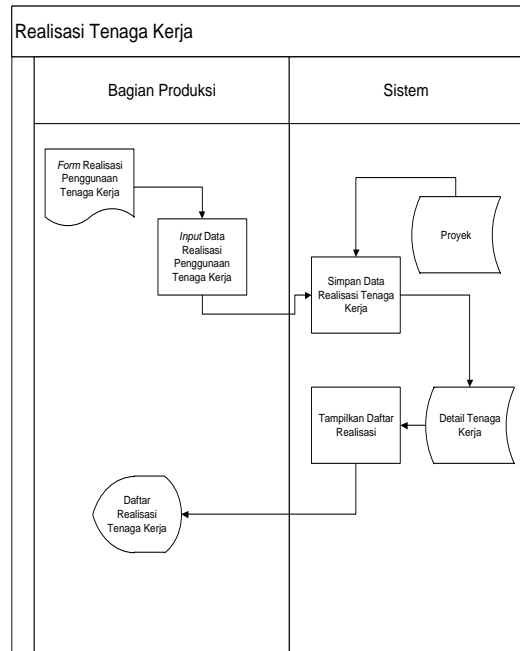 Realisasi Tenaga Kerja
Bagian Produksi
Sistem
Form Realisasi
Penggunaan
Tenaga Kerja
Input Data
Realisasi
Penggunaan
Tenaga Kerja
Proyek
Simpan Data
Realisasi Tenaga
Kerja
Tampilkan Daftar
Realisasi
Detail Tenaga
Kerja
Daftar
Realisasi
Tenaga Kerja